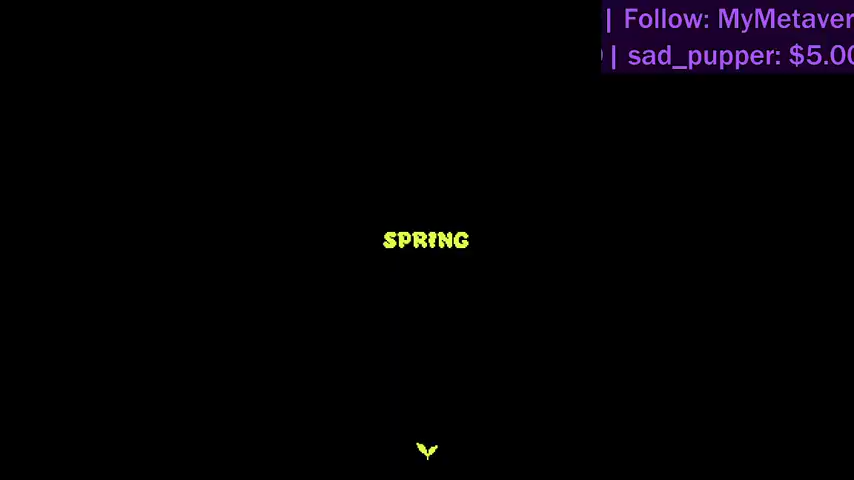 | Follow: MyMetaver
| sad_pupper: $5.00
SPRING